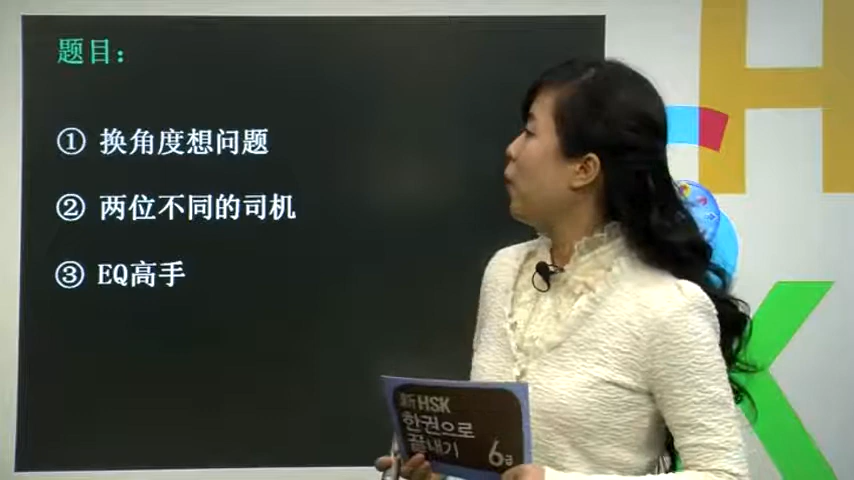 题目：
① 换角度想问题
② 两位不同的司机
③ EQ高手
新HSK
한권으로
끝내기
6급
H
K